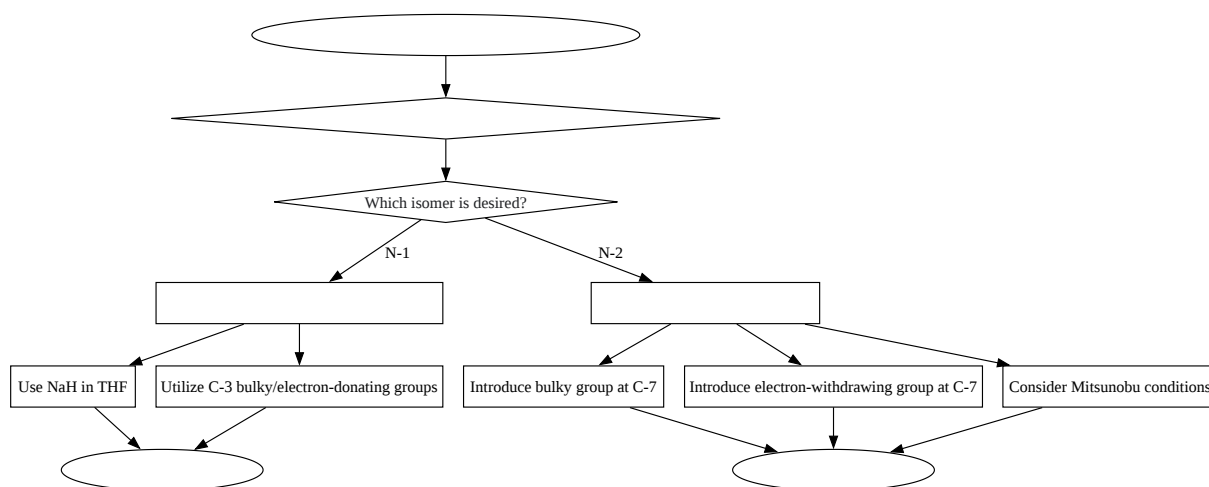 Which isomer is desired?
N-1
N-2
Use NaH in THF
Utilize C-3 bulky/electron-donating groups
Introduce bulky group at C-7
Introduce electron-withdrawing group at C-7
Consider Mitsunobu conditions